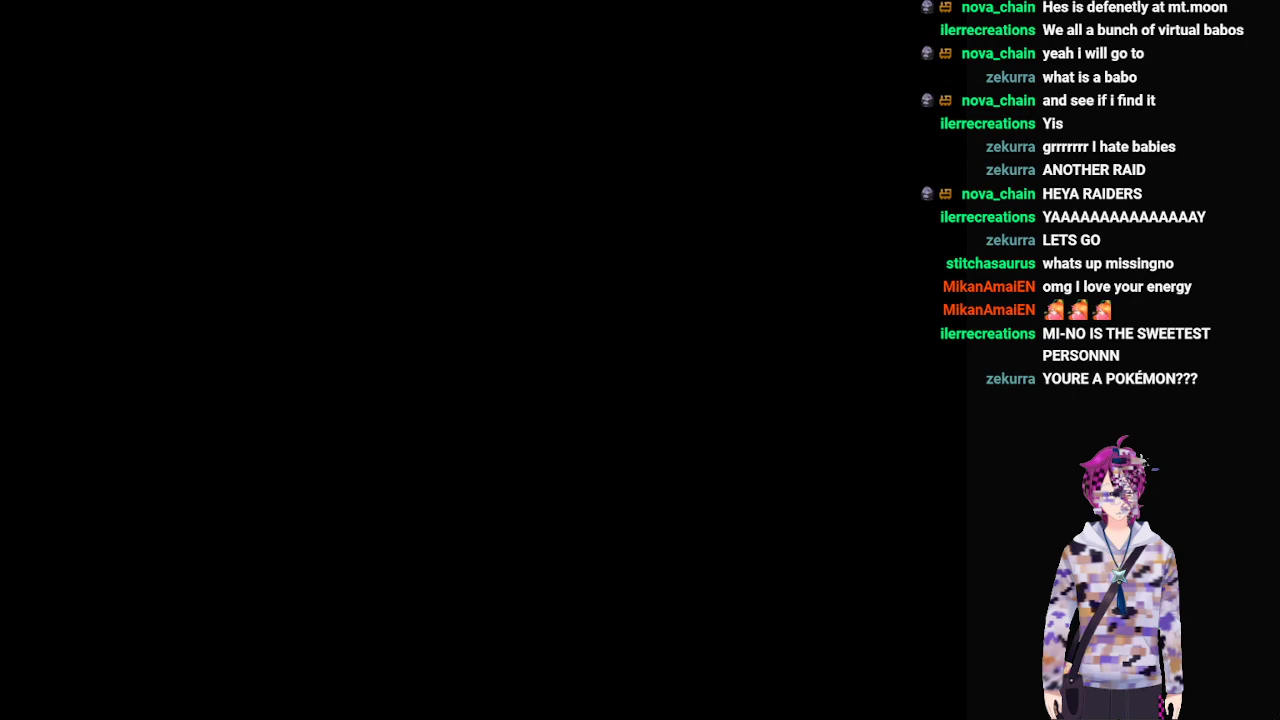 nova_chain Hes is defenetly at mt.moon
ilerrecreations We all a bunch of virtual babos
nova_chain yeah i will go to
zekurra what is a babo
nova_chain and see if i find it
ilerrecreations Yis
zekurra grrrrrrr I hate babies
zekurra ANOTHER RAID
nova_chain HEYA RAIDERS
ilerrecreations YAAAAAAAAAAAAAAAY
zekurra LETS GO
stitchasaurus whats up missingno
MikanAmaiEN omg I love your energy
MikanAmaiEN
ilerrecreations MI-NO IS THE SWEETEST
PERSONNN
zekurra YOURE A POKÉMON???